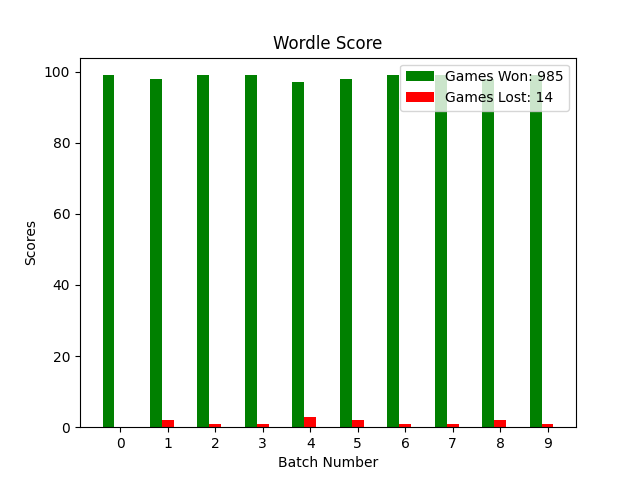 Wordle Score
Games Won: 985
Games Lost: 14
100
80
60
40
20
0
Scores
0 1 2 3 4 5 6 7 8 9
Batch Number